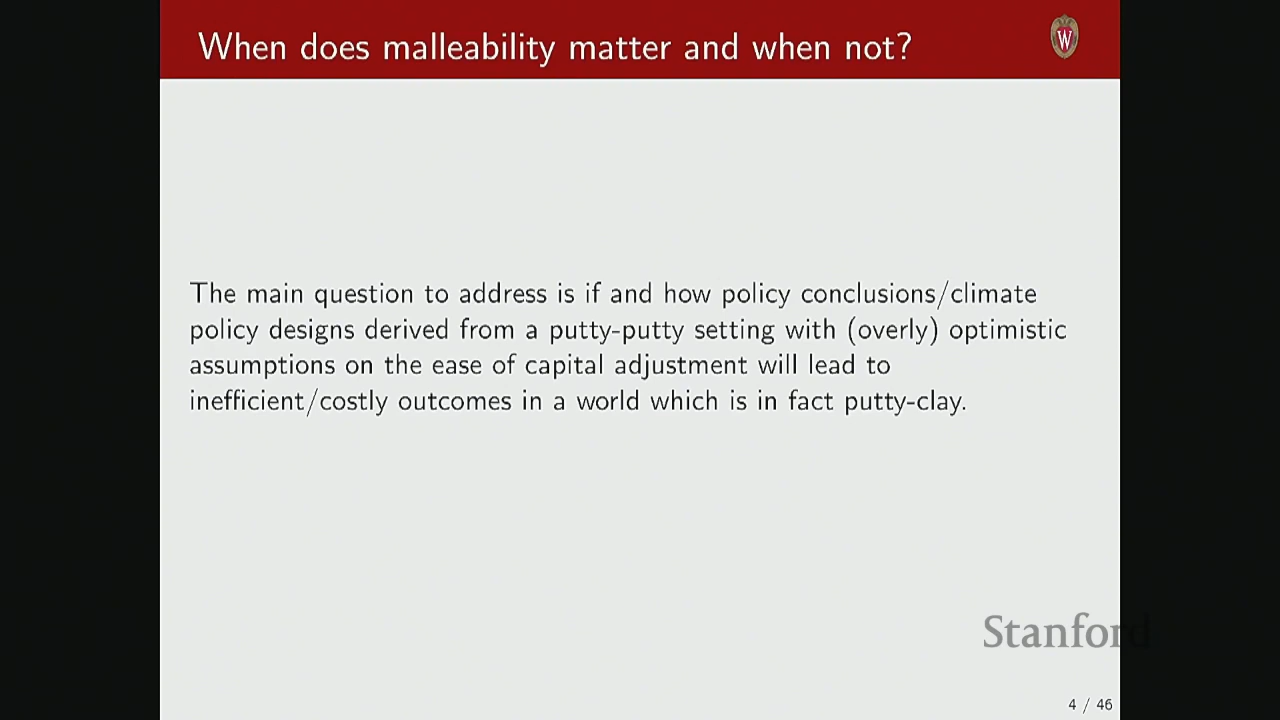 When does malleability matter and when not?
W
The main question to address is if and how policy conclusions/climate
policy designs derived from a putty-putty setting with (overly) optimistic
assumptions on the ease of capital adjustment will lead to
inefficient/costly outcomes in a world which is in fact putty-clay.
Stanford
4 / 46